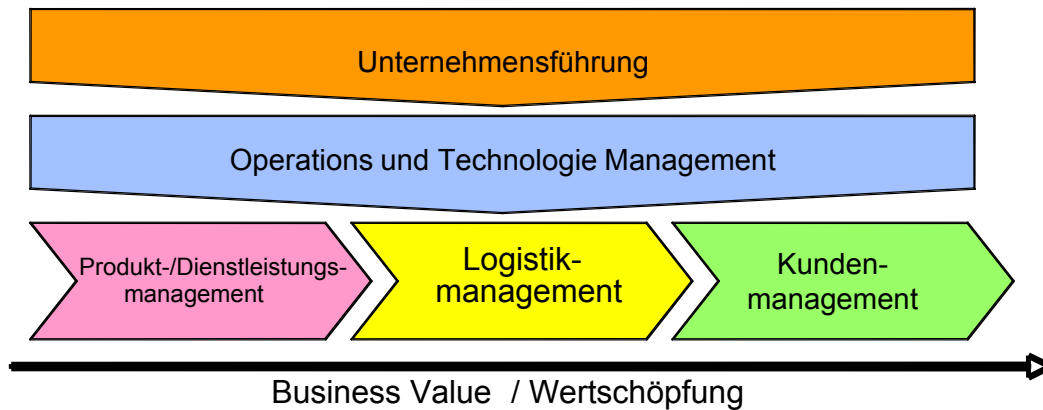 Unternehmensführung
Operations und Technologie Management
Produkt-/Dienstleistungs-
management
Logistik-
management
Kunden-
management
Business Value / Wertschöpfung